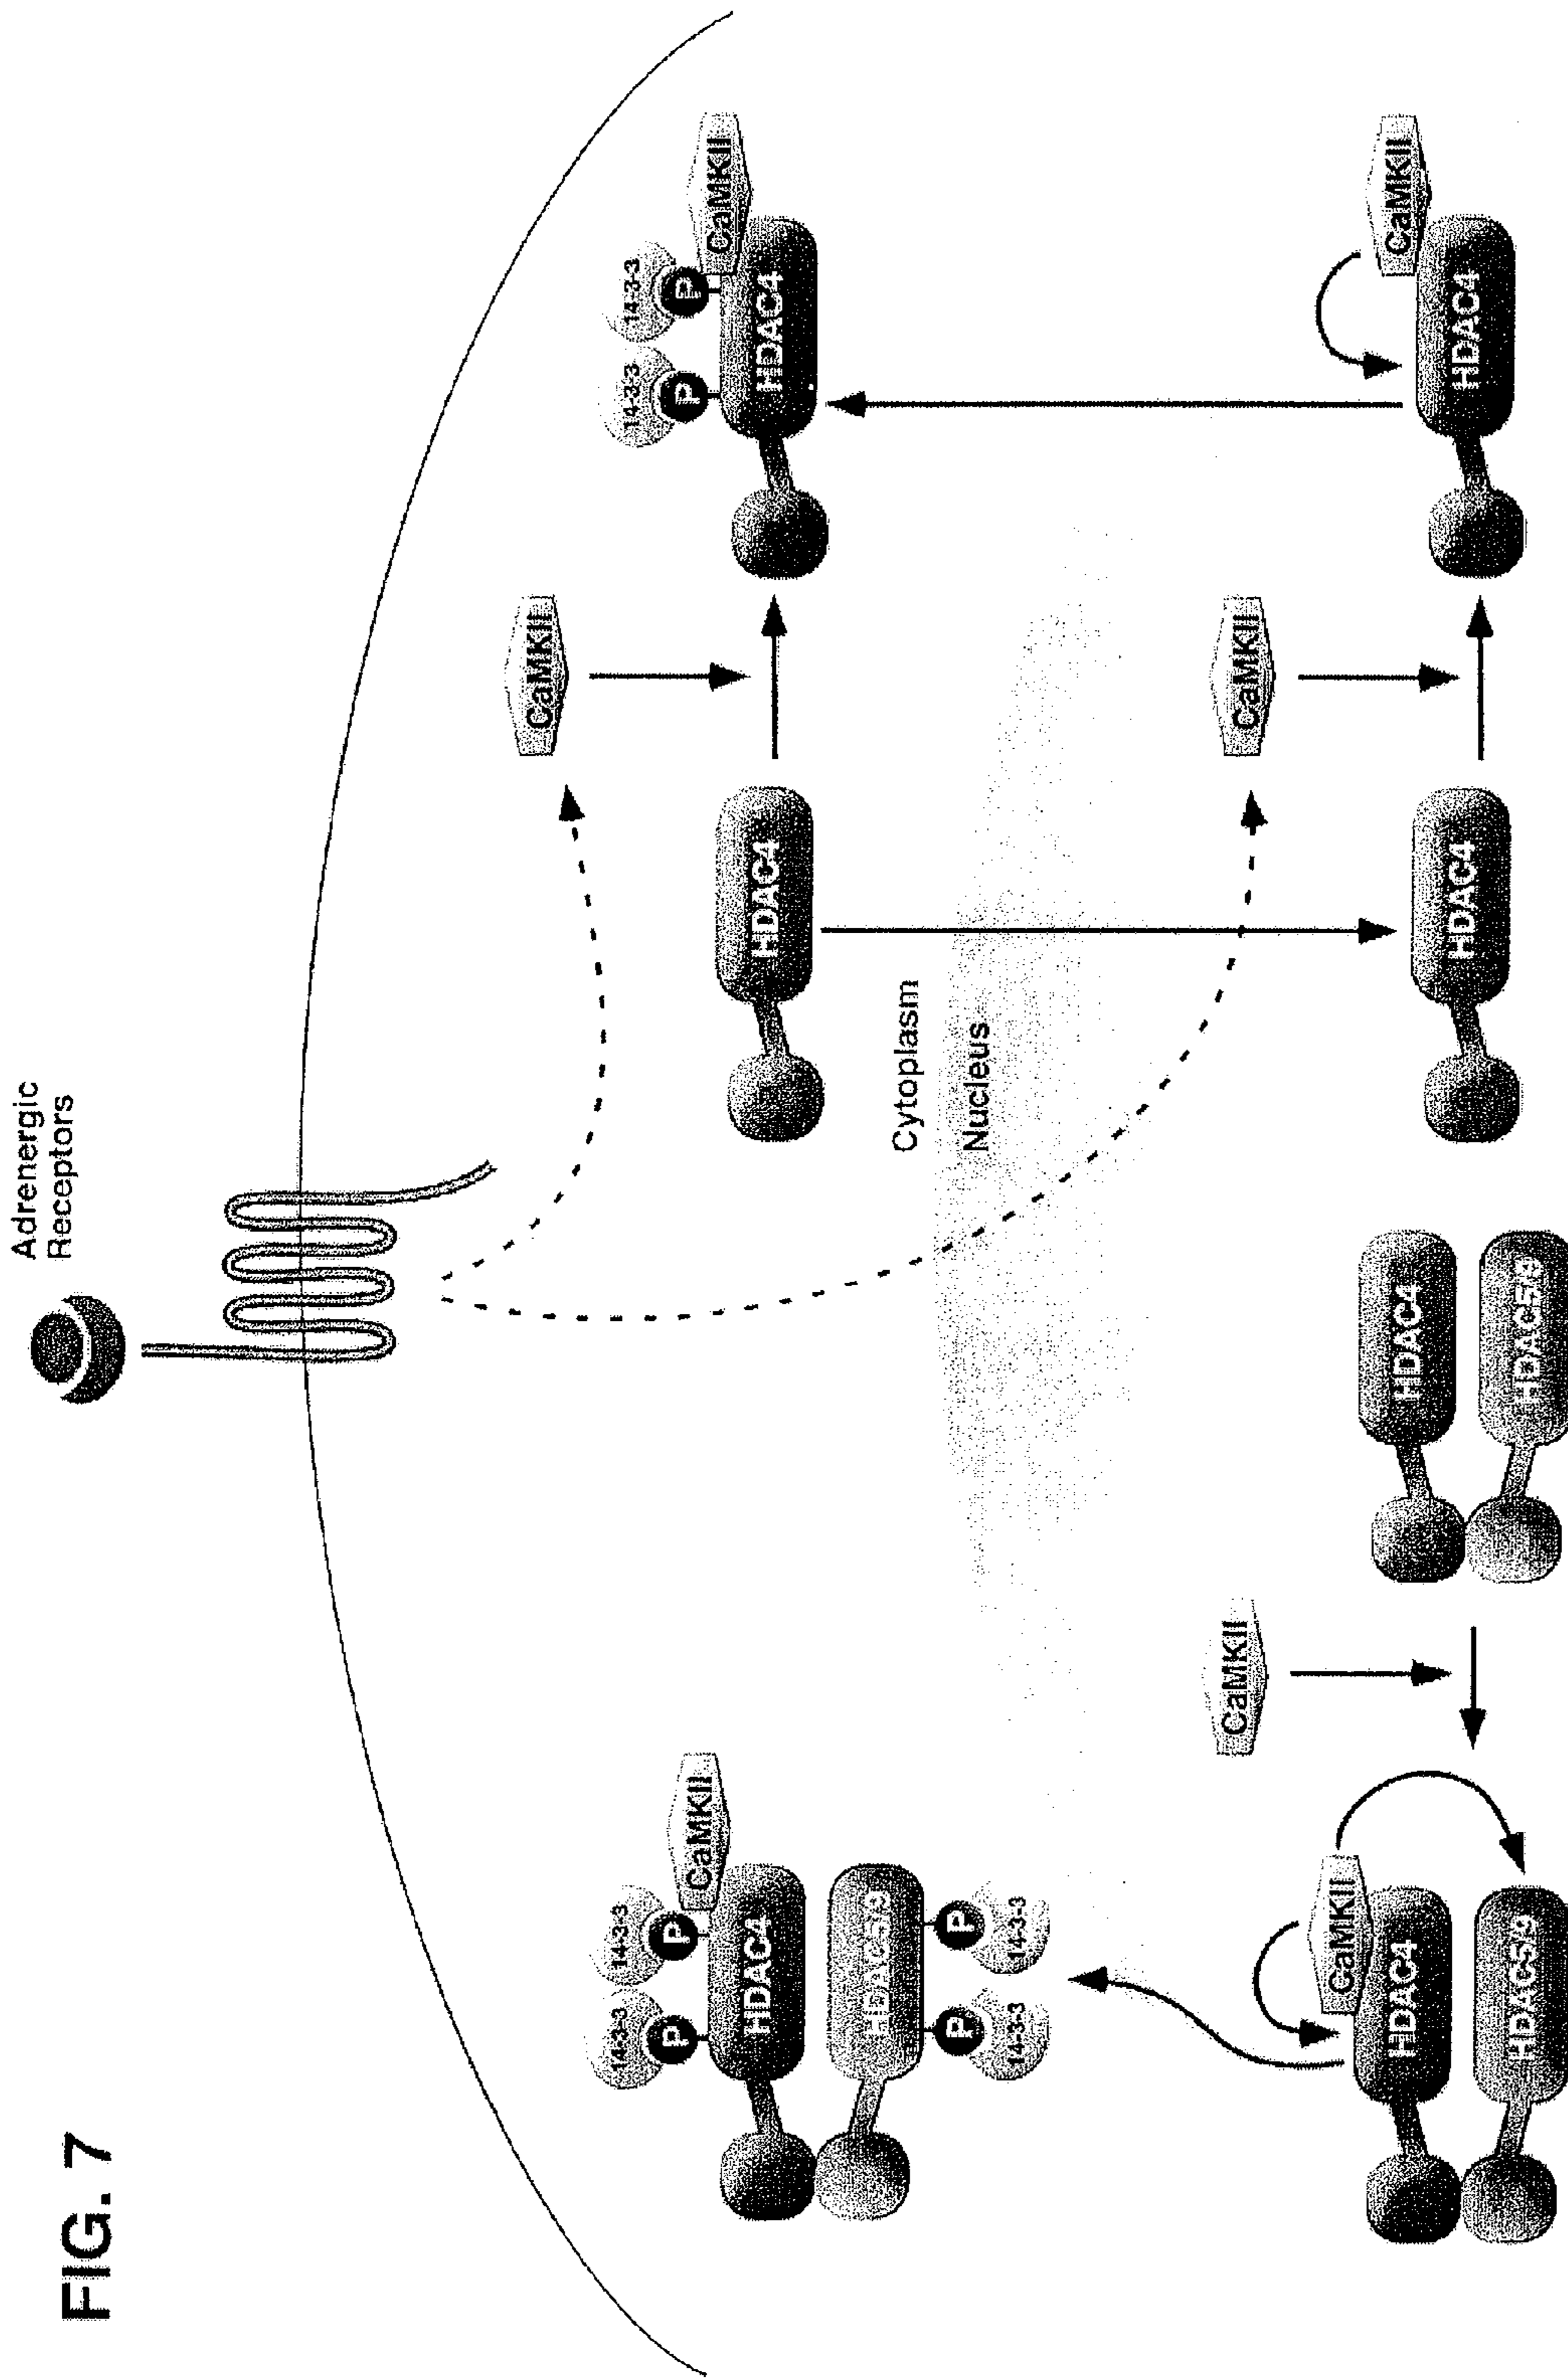 FIG. 7
Adrenergic
Receptors
CaMKII
14-3-3 14-3-3
14-3-3 14-3-3
P P
P P
CaMKII
CaMKII
HDAC4
HDAC4
HDAC4
HDAC5/9
P P
14-3-3 14-3-3
Cytoplasm
Nucleus
CaMKII
CaMKII
CaMKII
CaMKII
HDAC4
HDAC4
HDAC4
HDAC4
HDAC5/9
HDAC5/9